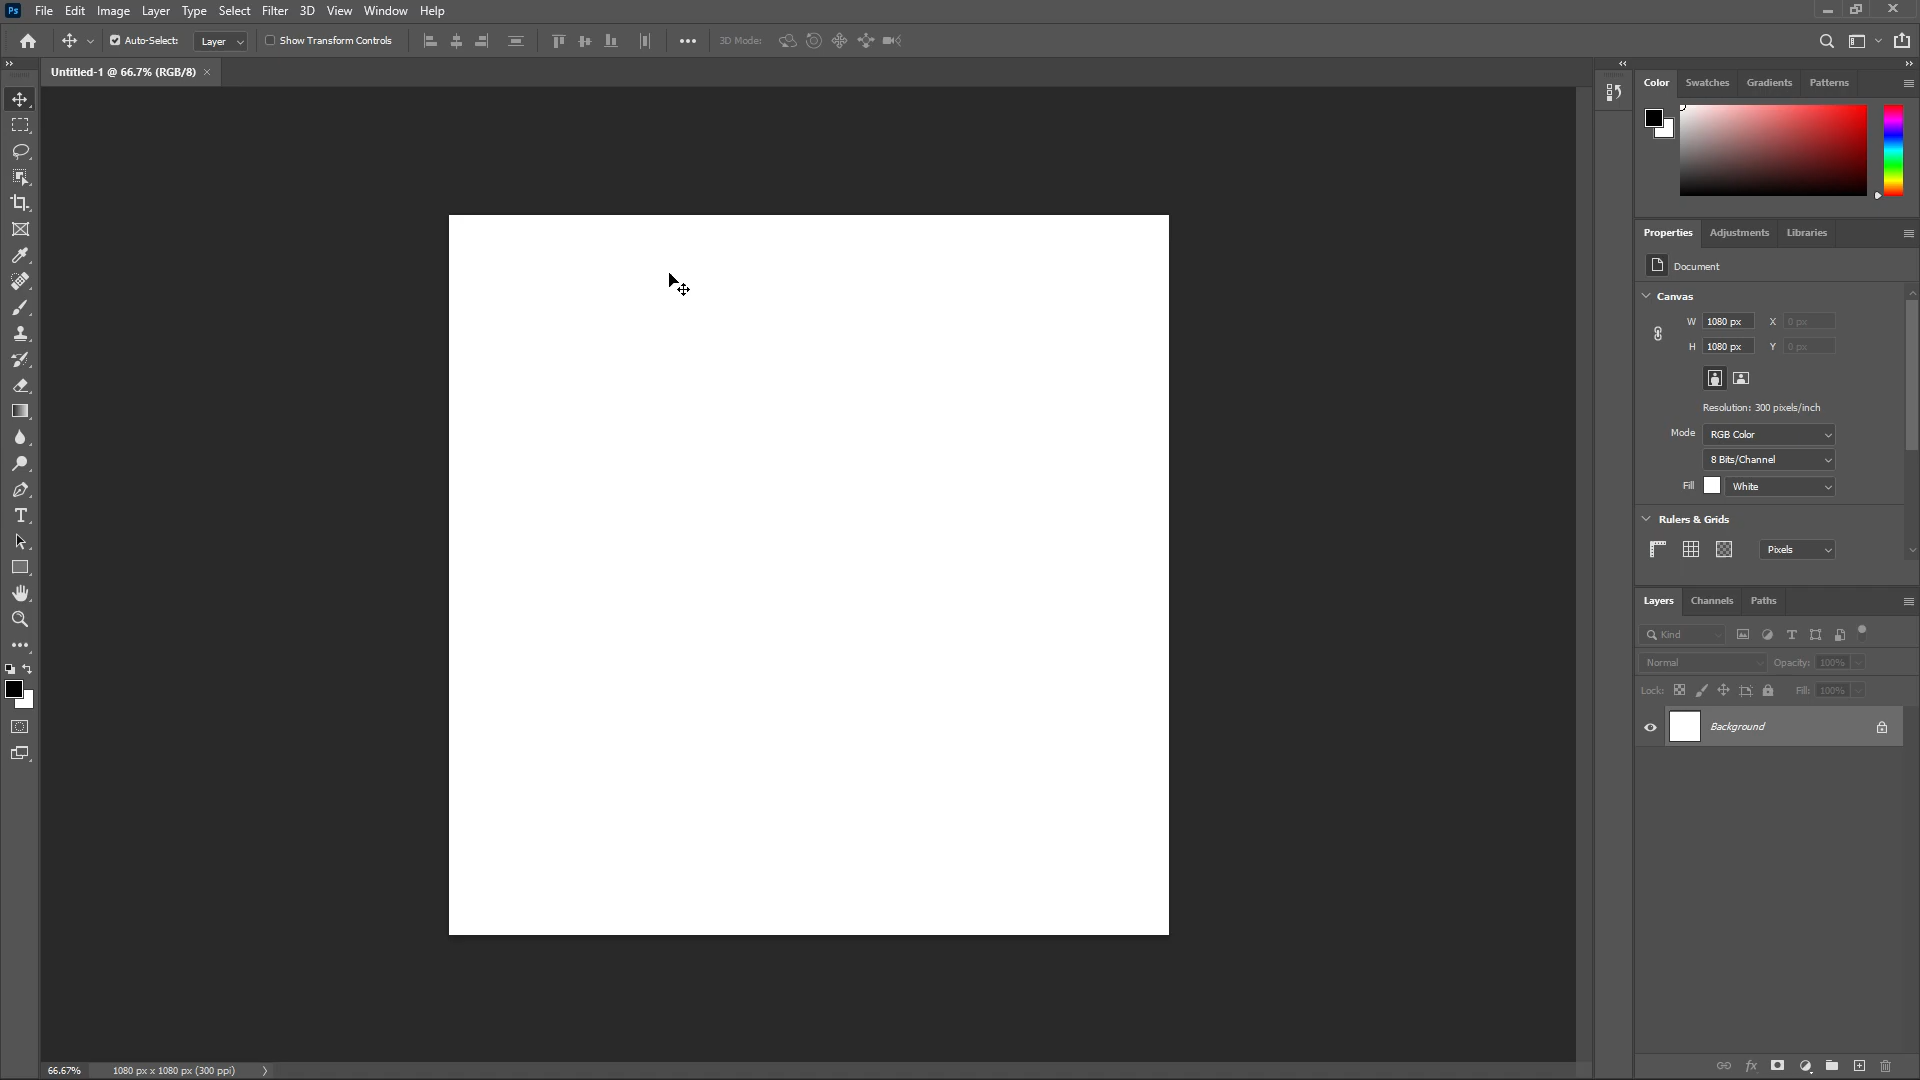 Ps File Edit Image Layer Type Select Filter 3D View Window Help
Auto-Select: Layer Show Transform Controls 3D Mode:
Untitled-1 @ 66.7% (RGB/8)
Color Swatches Gradients Patterns
Properties Adjustments Libraries
Document
Canvas
W 1080 px X 0 px
H 1080 px Y 0 px
Resolution: 300 pixels/inch
Mode RGB Color
8 Bits/Channel
Fill White
Rulers & Grids
Pixels
Layers Channels Paths
Kind
Normal Opacity: 100%
Lock: Fill: 100%
Background
66.67% 1080 px x 1080 px (300 ppi)